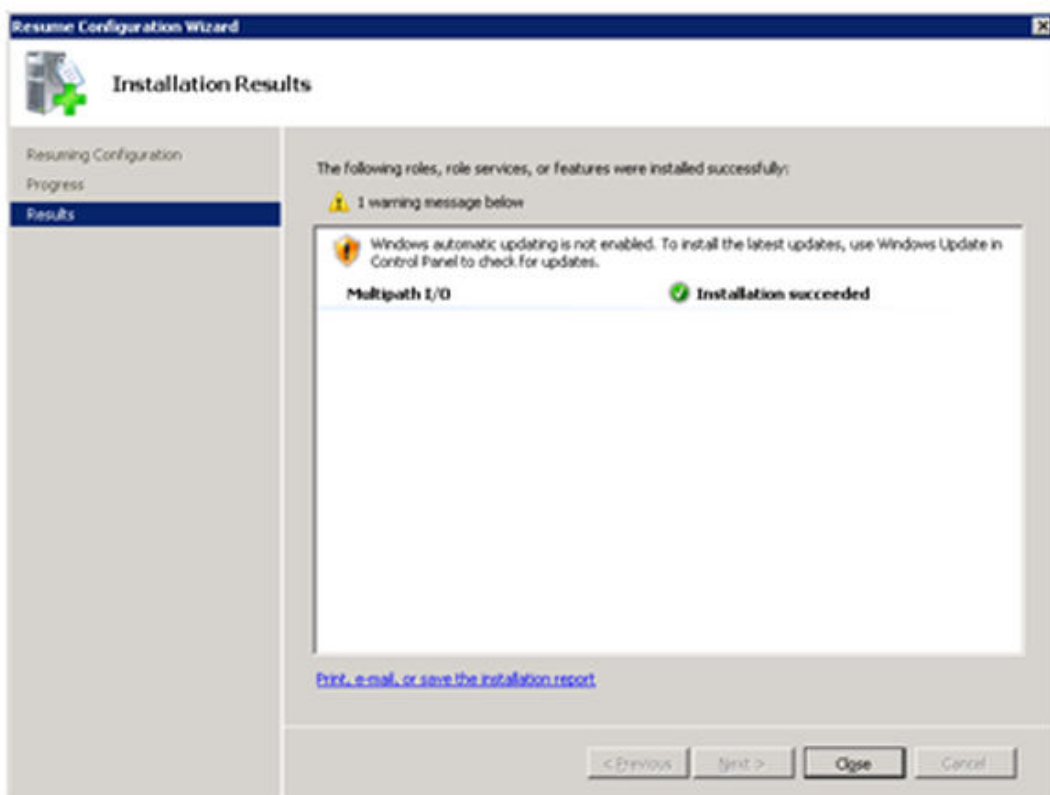 Resume Configuration Wizard
Installation Results
Resuming Configuration
Progress
Results
The following roles, role services, or features were installed successfully:
1 warning message below
Windows automatic updating is not enabled. To install the latest updates, use Windows Update in
Control Panel to check for updates.
Multipath I/O
Installation succeeded
Print, e-mail, or save the installation report
< Previous
Next >
Close
Cancel